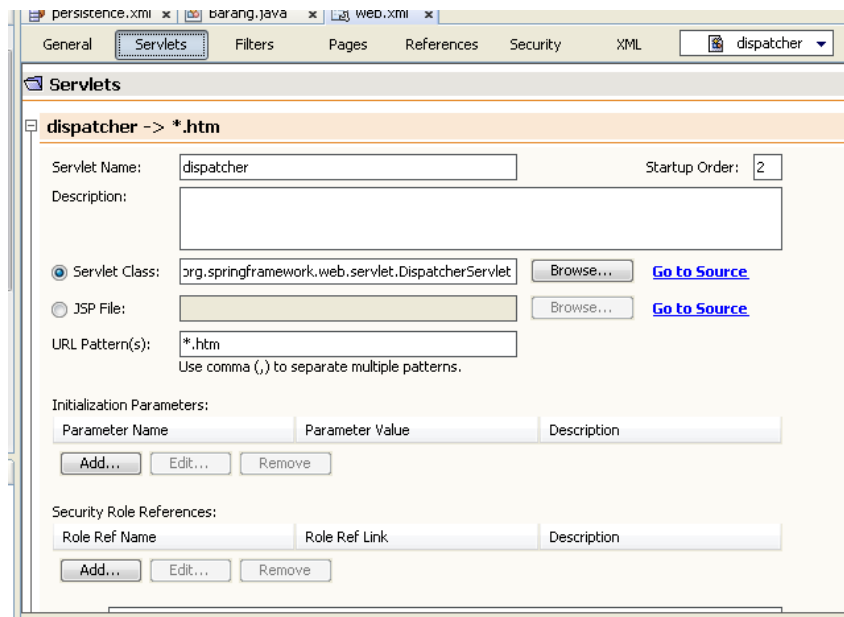 persistence.xml x Barang.java x web.xml x
General Servlets Filters Pages References Security XML dispatcher
Servlets
dispatcher -> *.htm
Servlet Name: dispatcher Startup Order: 2
Description:
Servlet Class: org.springframework.web.servlet.DispatcherServlet Browse... Go to Source
JSP File: Browse... Go to Source
URL Pattern(s): *.htm
Use comma (,) to separate multiple patterns.
Initialization Parameters:
Parameter Name Parameter Value Description
Add... Edit... Remove
Security Role References:
Role Ref Name Role Ref Link Description
Add... Edit... Remove